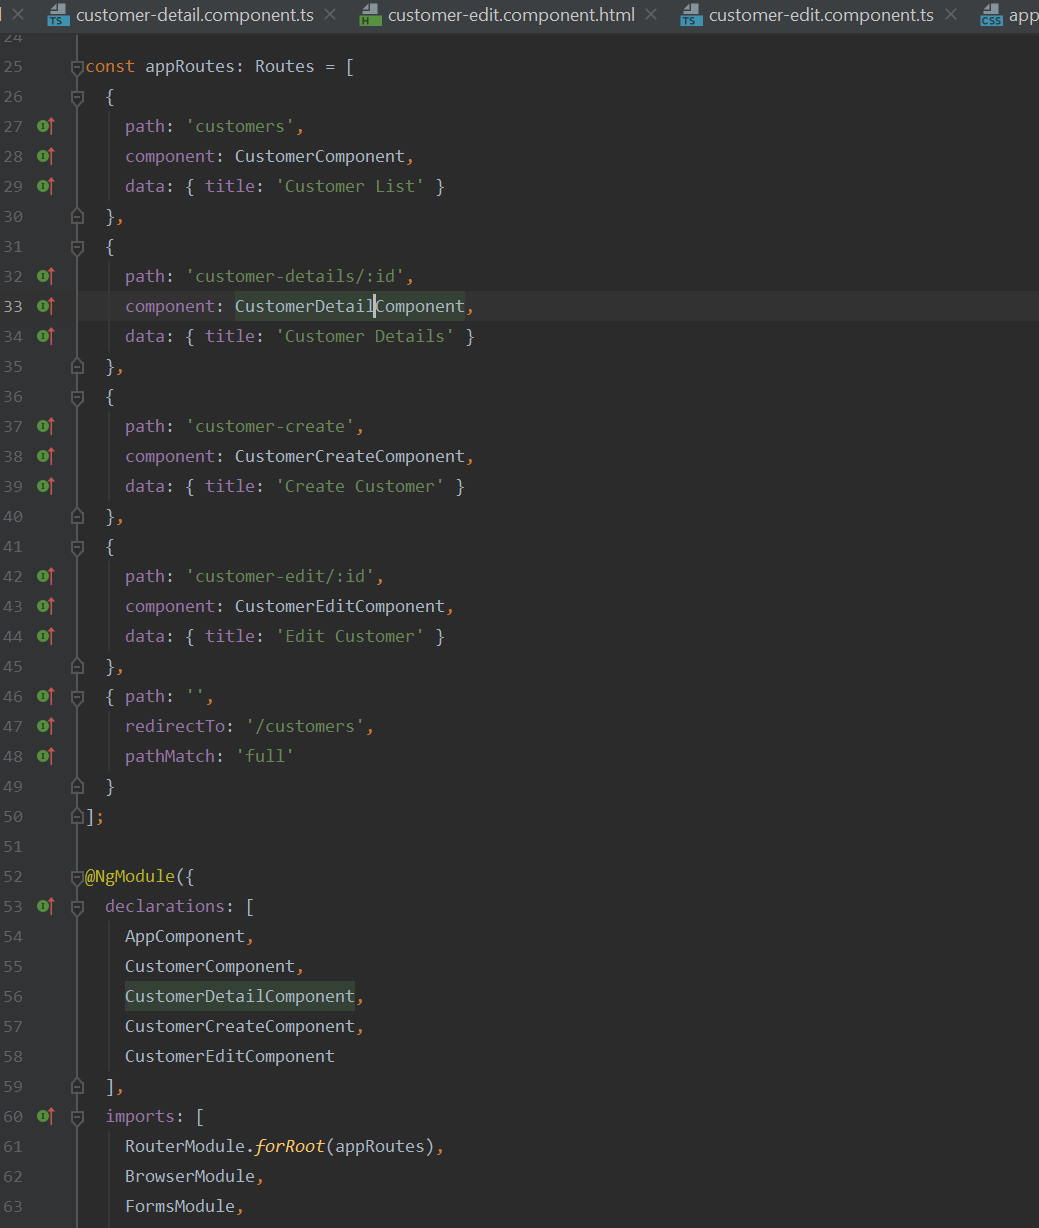 customer-detail.component.ts customer-edit.component.html customer-edit.component.ts app
24
25 const appRoutes: Routes = [
26 {
27 path: 'customers',
28 component: CustomerComponent,
29 data: { title: 'Customer List' }
30 },
31 {
32 path: 'customer-details/:id',
33 component: CustomerDetailComponent,
34 data: { title: 'Customer Details' }
35 },
36 {
37 path: 'customer-create',
38 component: CustomerCreateComponent,
39 data: { title: 'Create Customer' }
40 },
41 {
42 path: 'customer-edit/:id',
43 component: CustomerEditComponent,
44 data: { title: 'Edit Customer' }
45 },
46 { path: '',
47 redirectTo: '/customers',
48 pathMatch: 'full'
49 }
50 ];
51
52 @NgModule({
53 declarations: [
54 AppComponent,
55 CustomerComponent,
56 CustomerDetailComponent,
57 CustomerCreateComponent,
58 CustomerEditComponent
59 ],
60 imports: [
61 RouterModule.forRoot(appRoutes),
62 BrowserModule,
63 FormsModule,